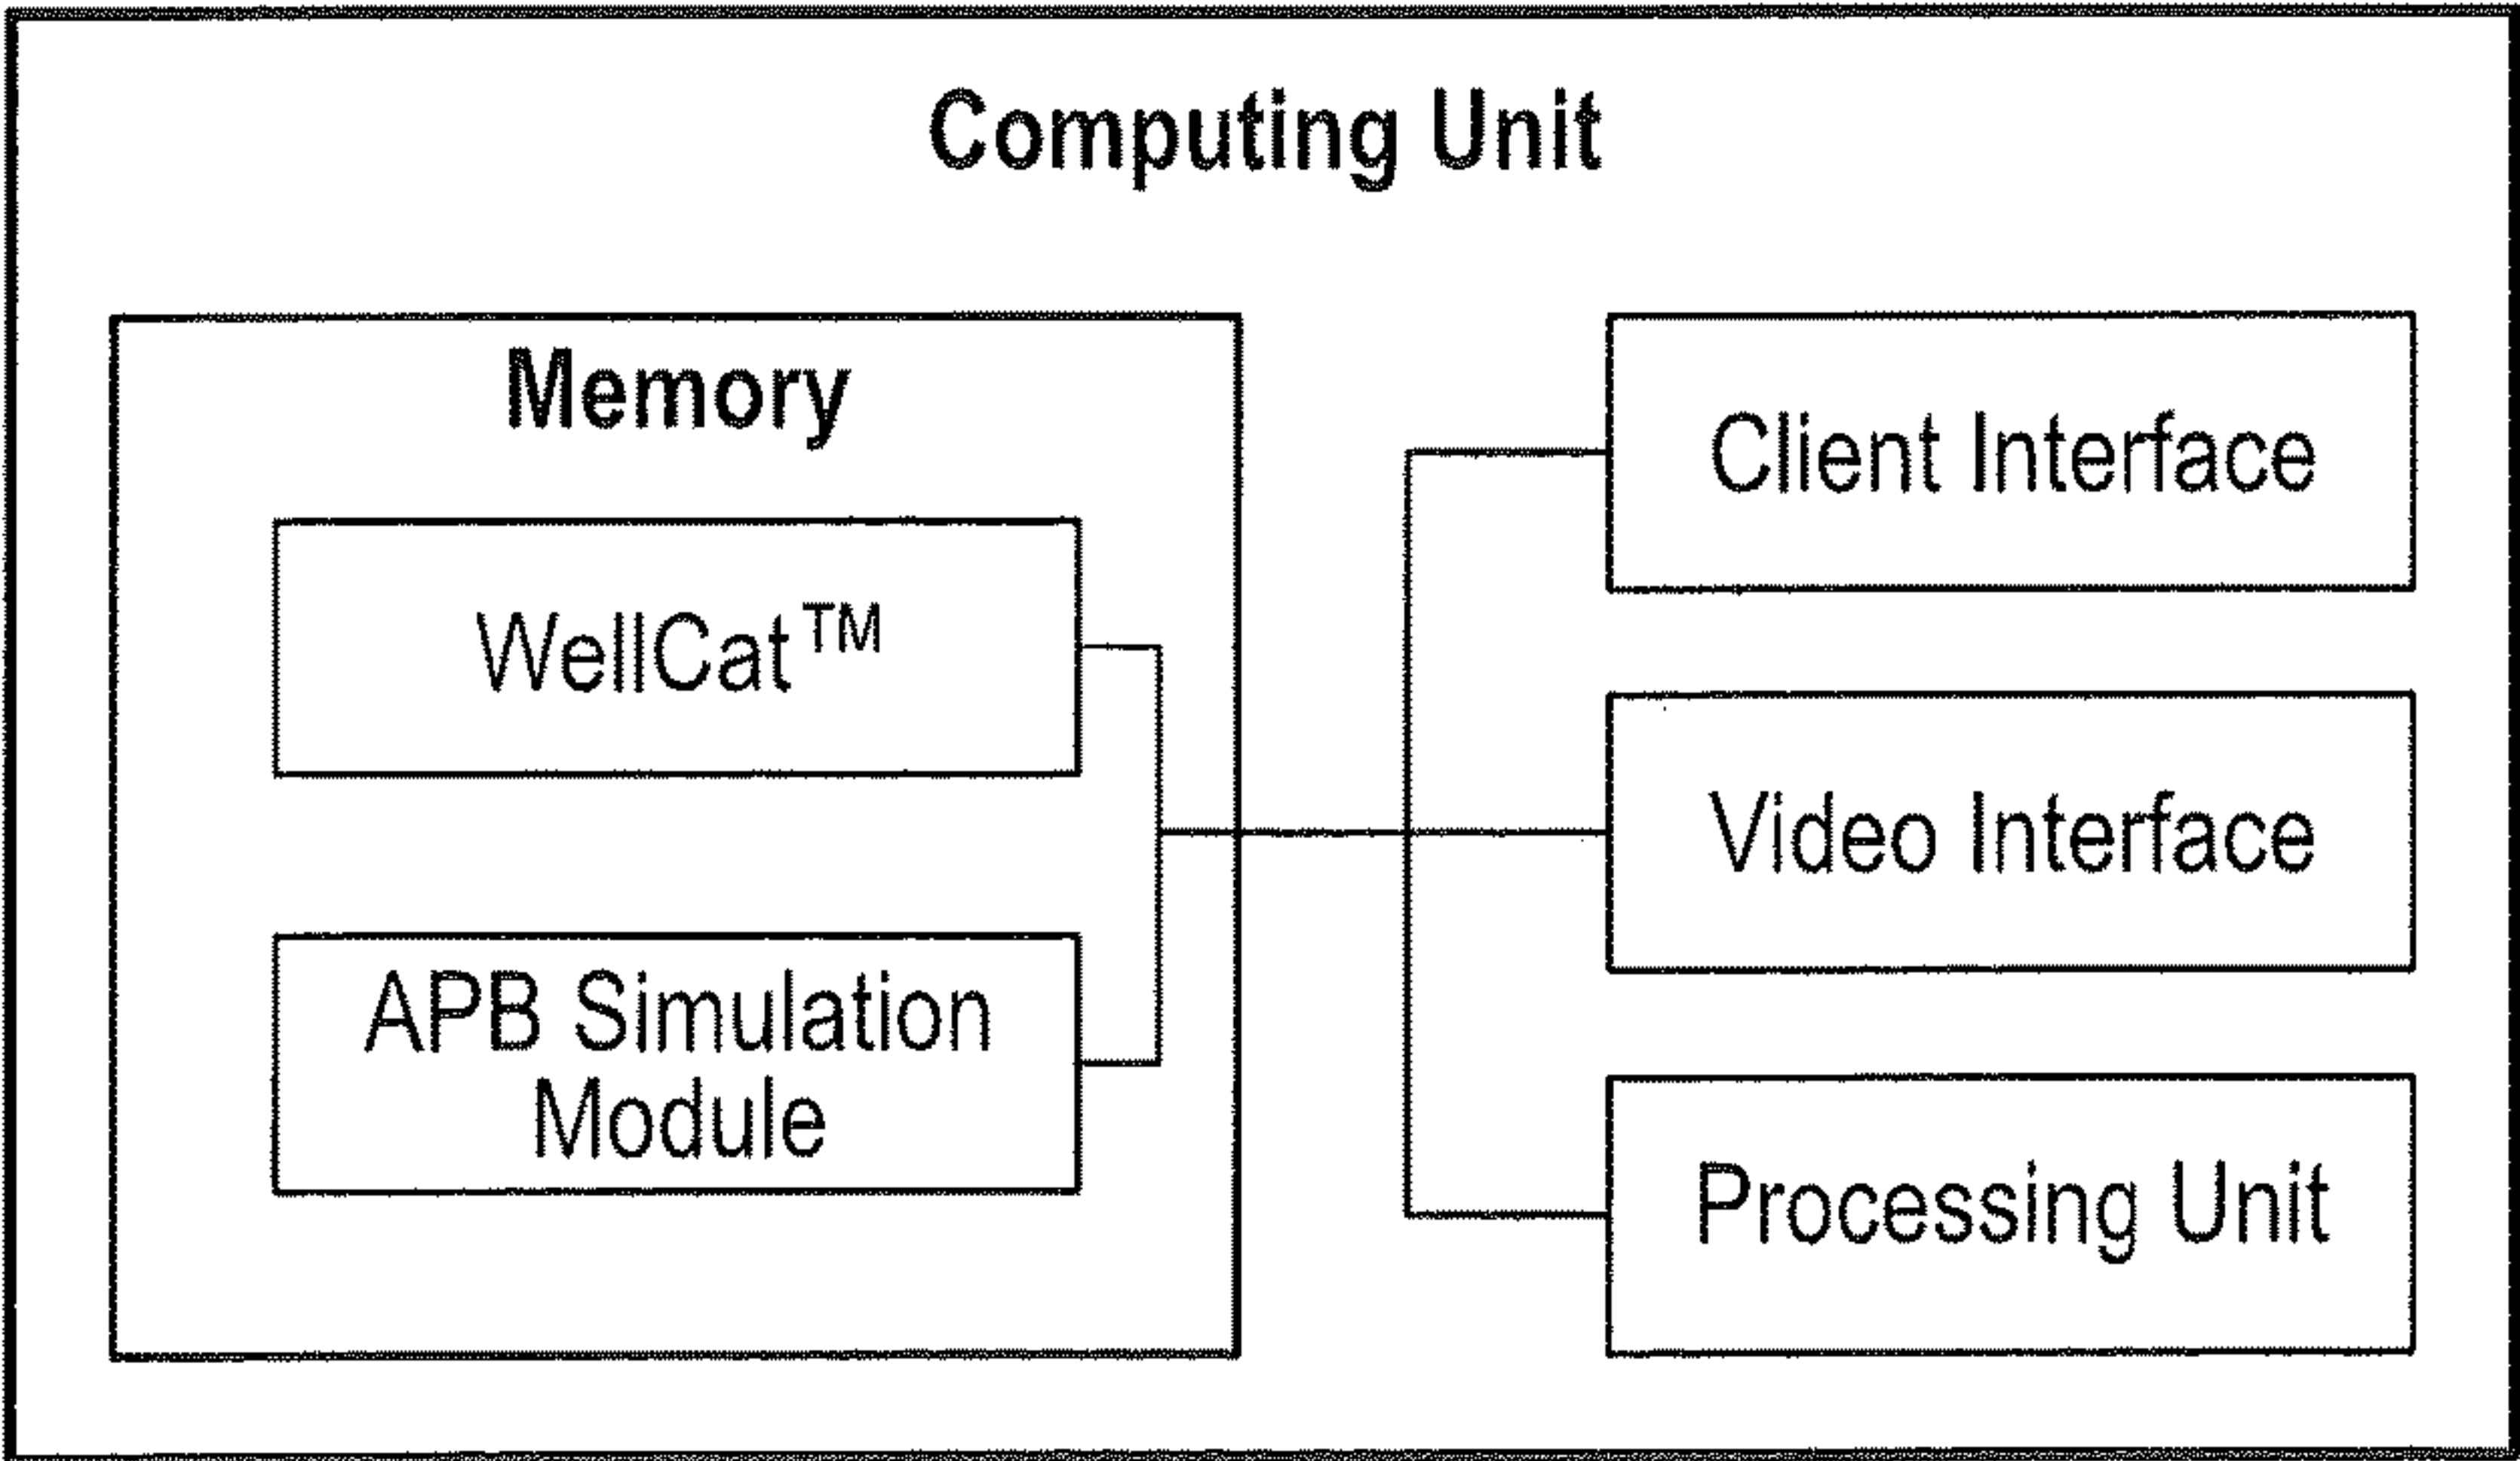 Computing Unit
Memory
WellCat™
APB Simulation
Module
Client Interface
Video Interface
Processing Unit